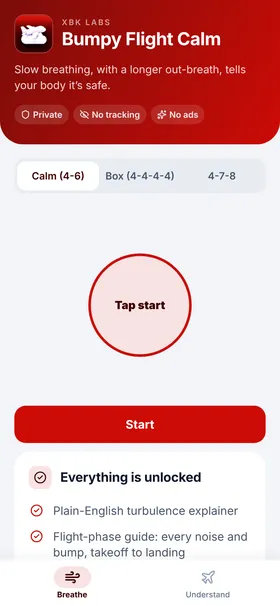 XBK LABS
Bumpy Flight Calm
Slow breathing, with a longer out-breath, tells
your body it's safe.
Private
No tracking
No ads
Calm (4-6)
Box (4-4-4-4)
4-7-8
Tap start
Start
Everything is unlocked
Plain-English turbulence explainer
Flight-phase guide: every noise and
bump, takeoff to landing
Breathe
Understand